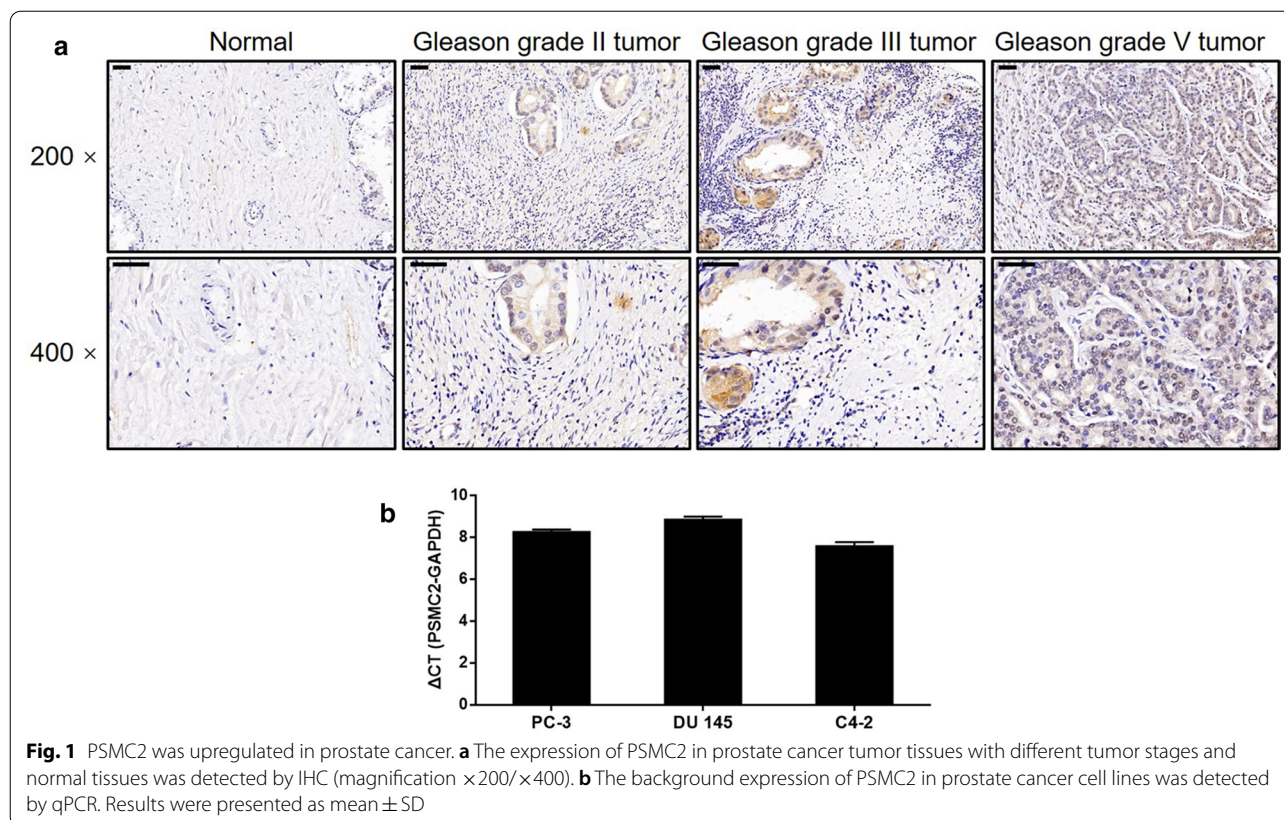 a
Normal
Gleason grade II tumor
Gleason grade III tumor
Gleason grade V tumor
200 ×
400 ×
b
ΔCT (PSMC2-GAPDH)
10
8
6
4
2
0
PC-3
DU 145
C4-2
Fig. 1 PSMC2 was upregulated in prostate cancer. a The expression of PSMC2 in prostate cancer tumor tissues with different tumor stages and
normal tissues was detected by IHC (magnification ×200/×400). b The background expression of PSMC2 in prostate cancer cell lines was detected
by qPCR. Results were presented as mean ± SD